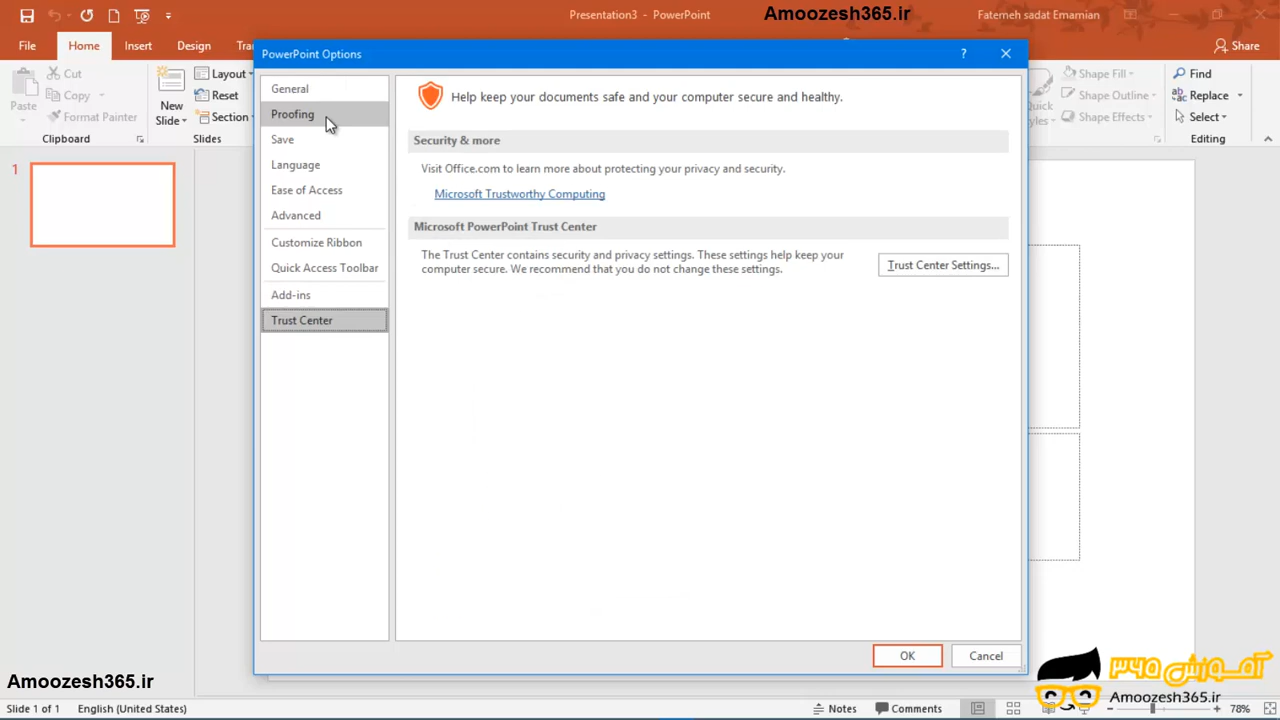 Presentation3 - PowerPoint
Amoozesh365.ir
Fatemeh sadat Emamian
File
Home
Insert
Design
Share
PowerPoint Options
Paste
Cut
Copy
Format Painter
Clipboard
New
Slide
Layout
Reset
Section
Slides
Quick
Shape Fill
Shape Outline
Shape Effects
Find
Replace
Select
Editing
General
Proofing
Save
Language
Ease of Access
Advanced
Customize Ribbon
Quick Access Toolbar
Add-ins
Trust Center
Help keep your documents safe and your computer secure and healthy.
Security & more
Visit Office.com to learn more about protecting your privacy and security.
Microsoft Trustworthy Computing
Microsoft PowerPoint Trust Center
The Trust Center contains security and privacy settings. These settings help keep your
computer secure. We recommend that you do not change these settings.
Trust Center Settings...
OK
Cancel
1
Amoozesh365.ir
آموزش ۳۶۵
Amoozesh365.ir
Slide 1 of 1
English (United States)
Notes
Comments
78%